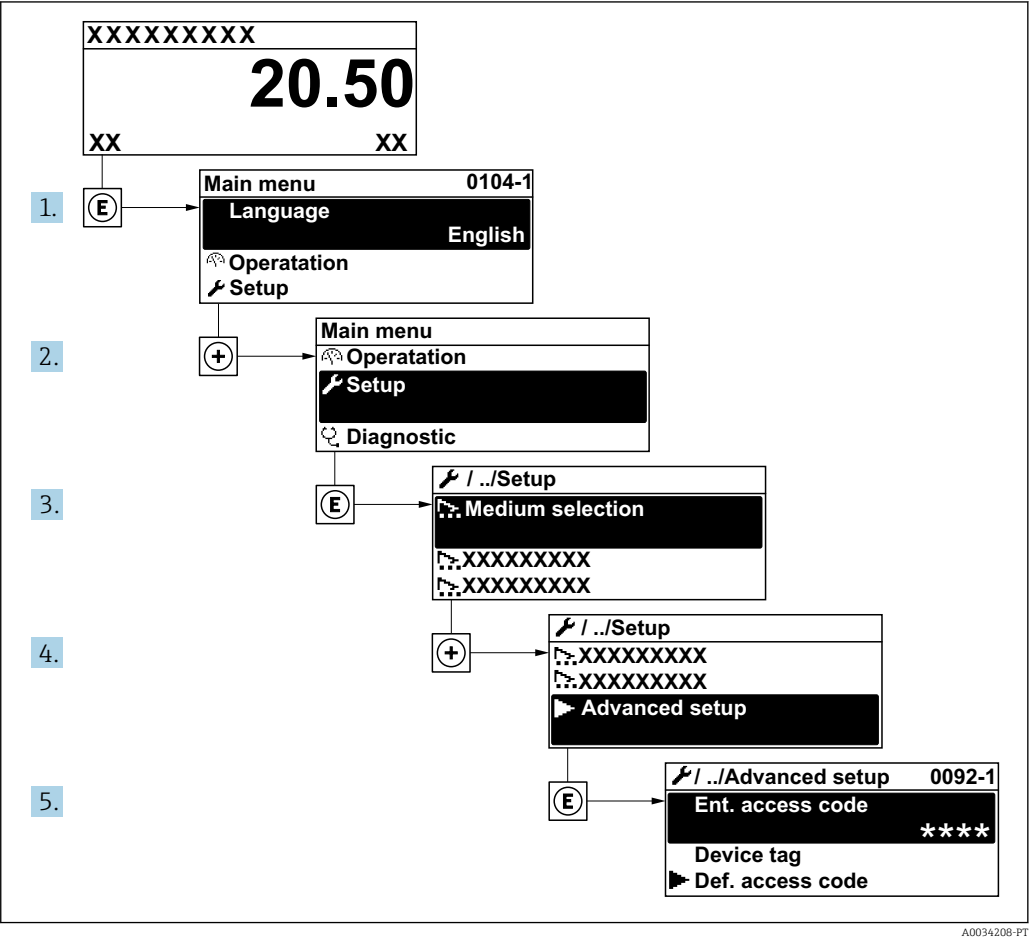 XXXXXXXXX
20.50
XX XX
1.
E
Main menu 0104-1
Language
English
Operatation
Setup
2.
+
Main menu
Operatation
Setup
Diagnostic
3.
E
/ ../Setup
Medium selection
XXXXXXXXX
XXXXXXXXX
4.
+
/ ../Setup
XXXXXXXXX
XXXXXXXXX
Advanced setup
5.
E
/ ../Advanced setup 0092-1
Ent. access code
****
Device tag
Def. access code
A0034208-PT